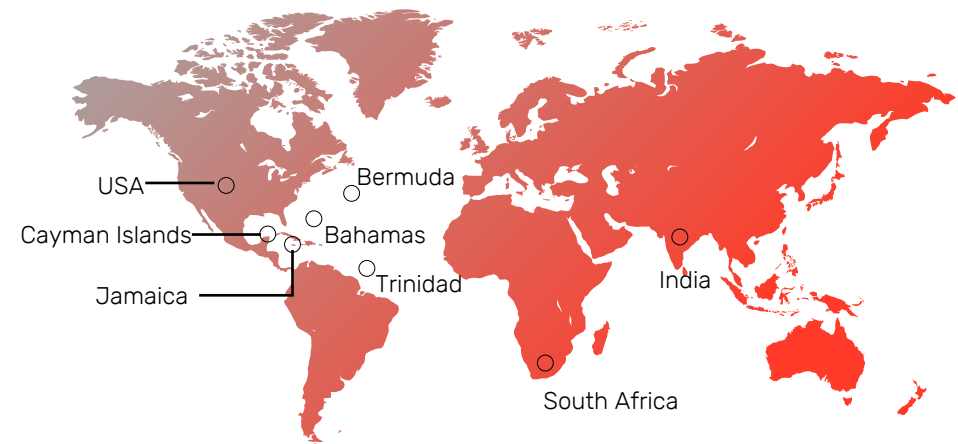 Bermuda
USA
Cayman Islands
Bahamas
Jamaica
Trinidad
India
South Africa